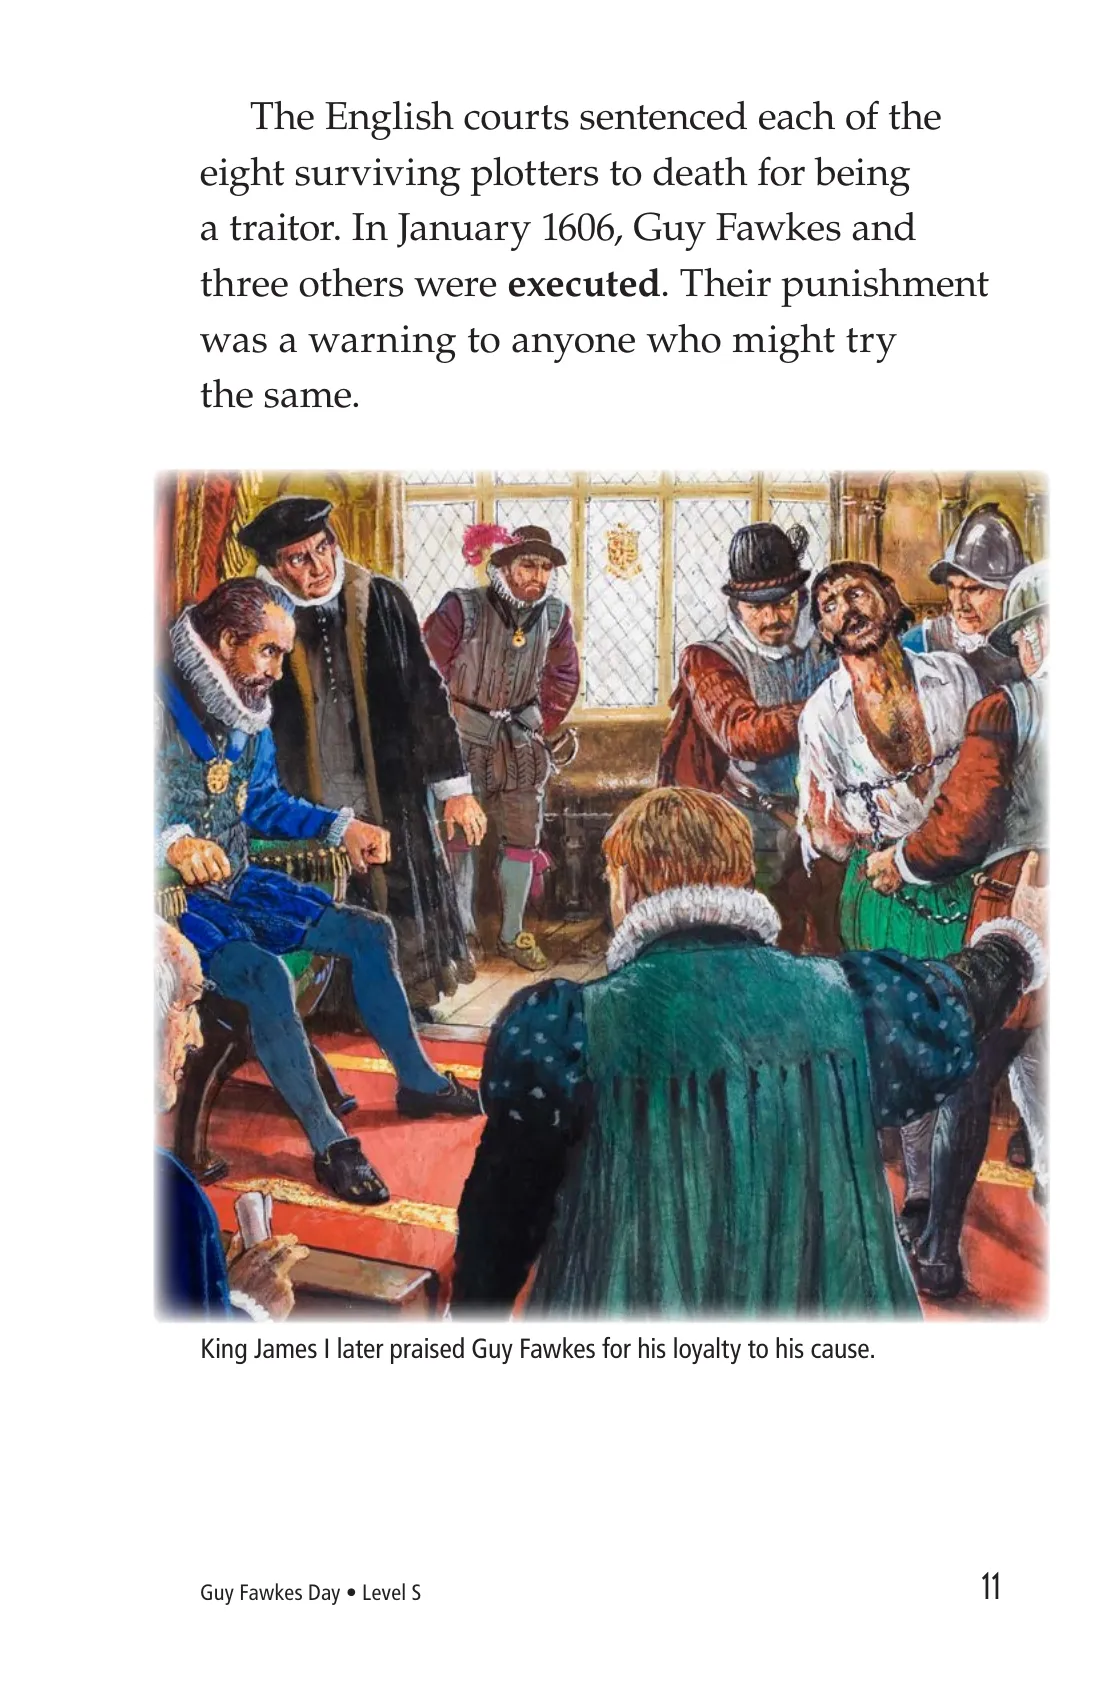 The English courts sentenced each of the
eight surviving plotters to death for being
a traitor. In January 1606, Guy Fawkes and
three others were executed. Their punishment
was a warning to anyone who might try
the same.
King James I later praised Guy Fawkes for his loyalty to his cause.
Guy Fawkes Day • Level S
11